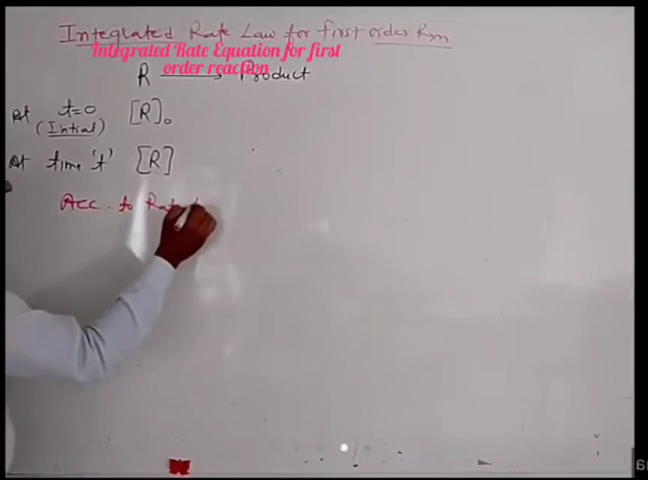 Integrated Rate Law for first order Rxn
Integrated Rate Equation for first
order reaction
R → Product
At t=0 [R]₀
(Intial)
At time 't' [R]
Acc. to Rate